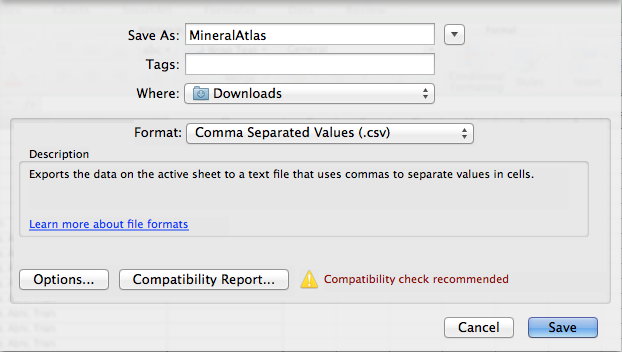 Save As: MineralAtlas
Tags:
Where: Downloads
Format: Comma Separated Values (.csv)
Description
Exports the data on the active sheet to a text file that uses commas to separate values in cells.
Learn more about file formats
Options... Compatibility Report... Compatibility check recommended
Cancel Save